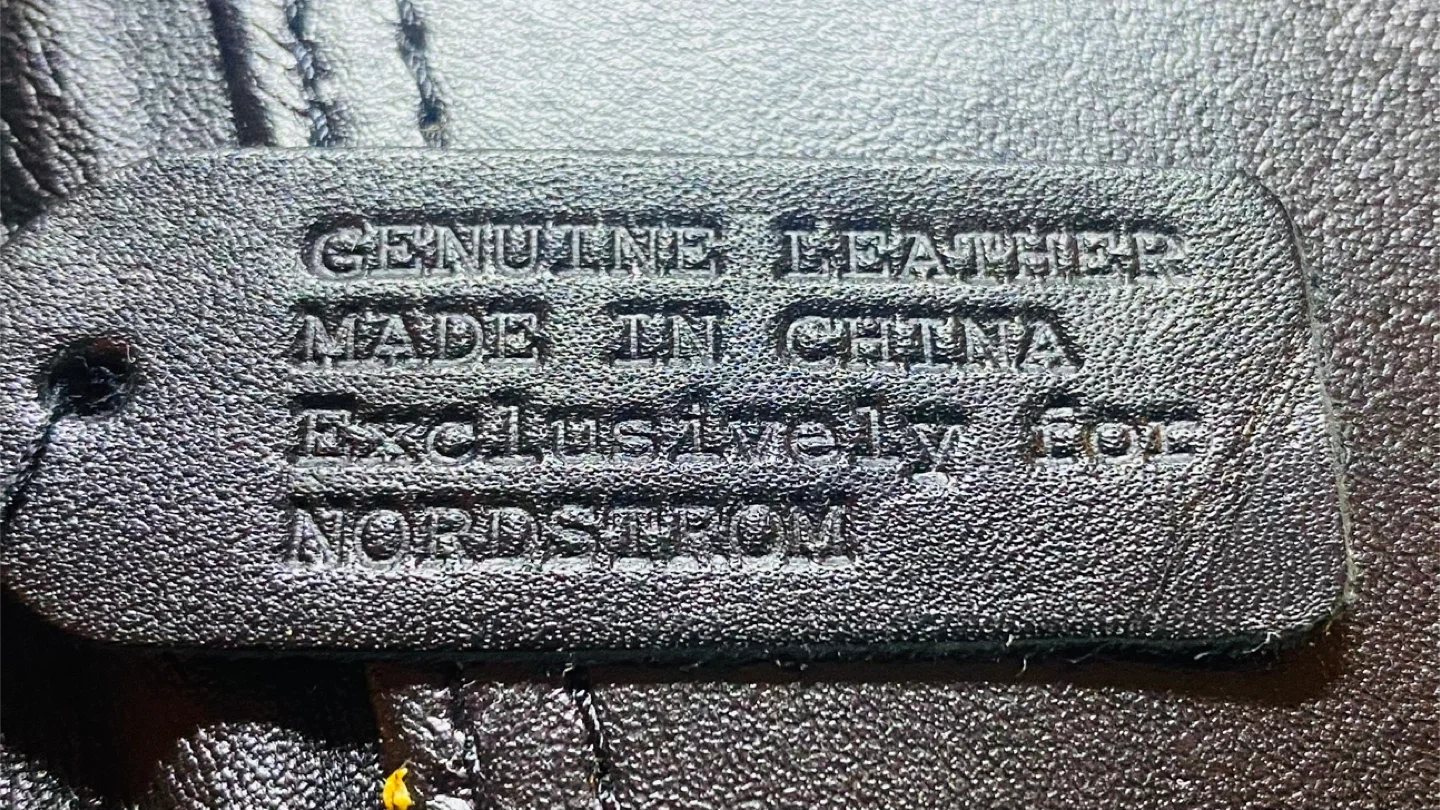 GENUINE LEATHER
MADE IN CHINA
Exclusively for
NORDSTROM